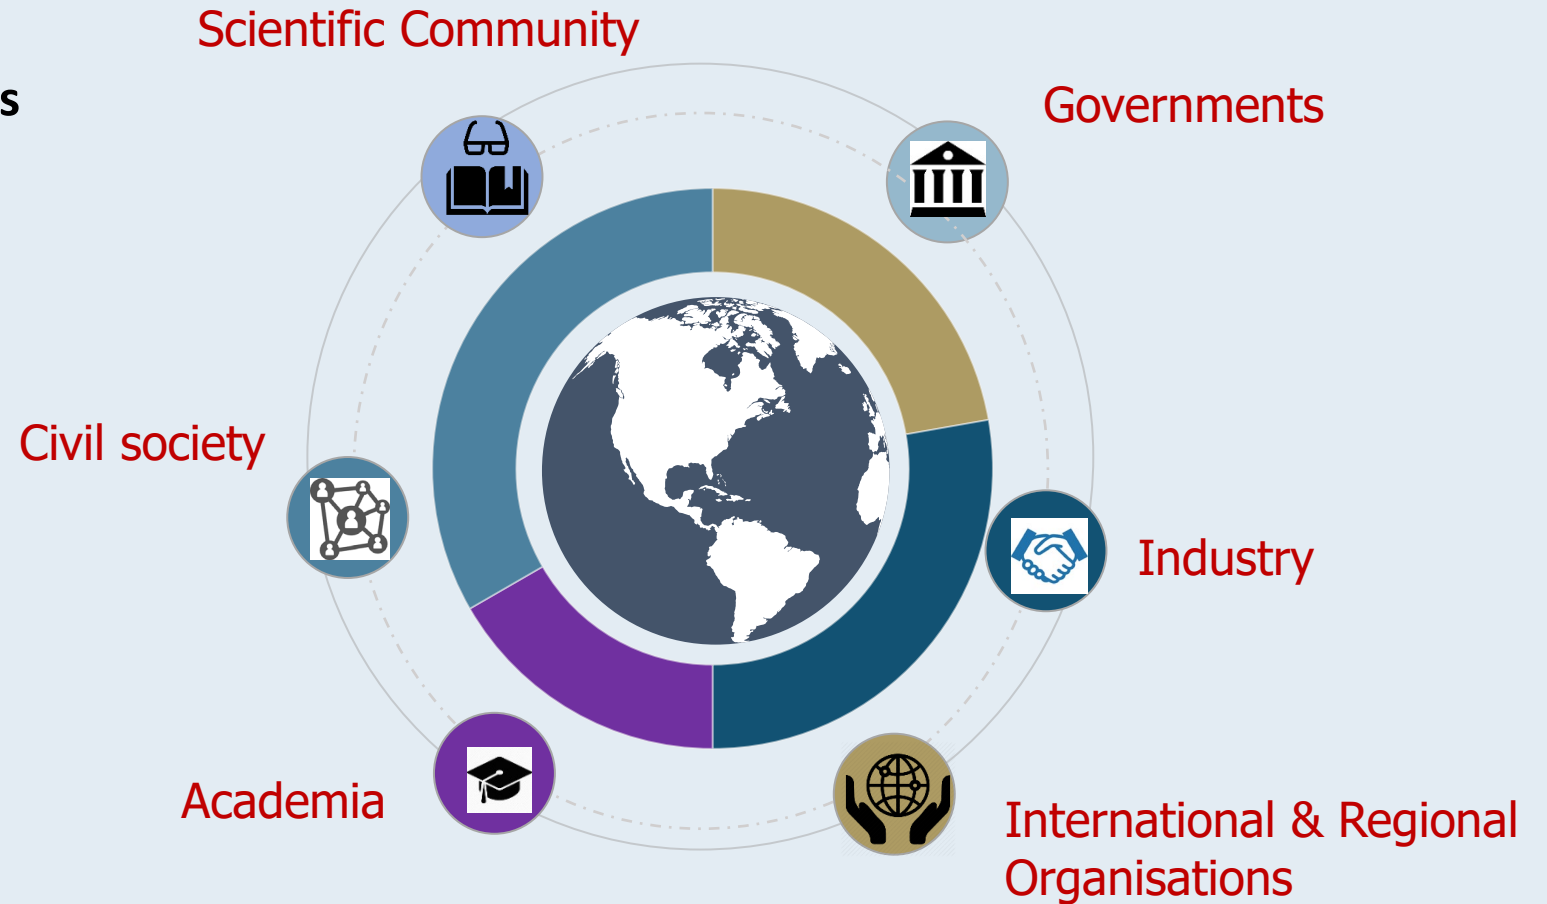 Scientific Community
s
Governments
Civil society
Industry
Academia
International & Regional
Organisations